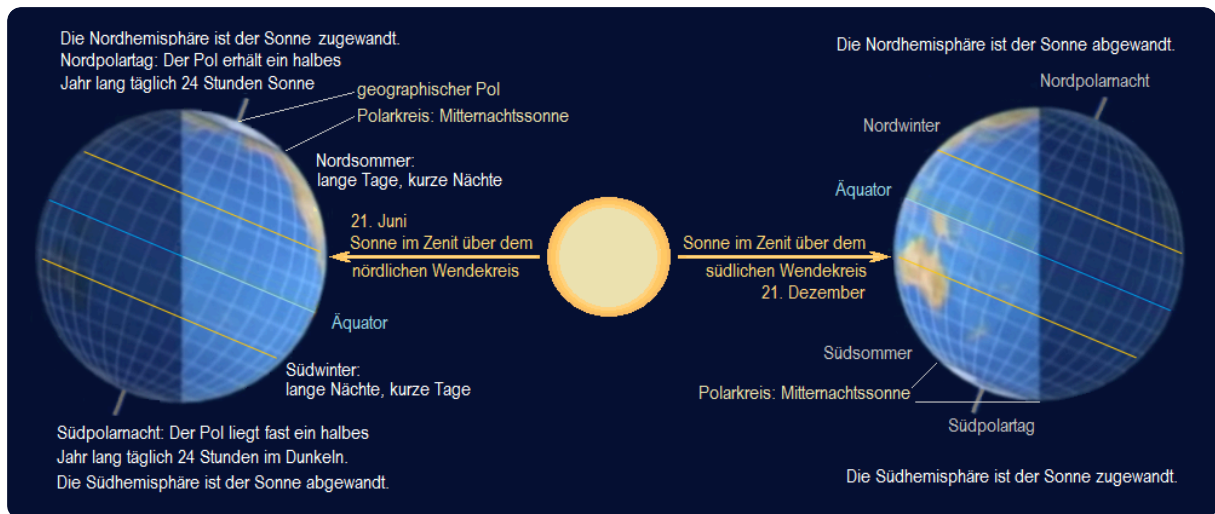 Die Nordhemisphäre ist der Sonne zugewandt.
Nordpolartag: Der Pol erhält ein halbes
Jahr lang täglich 24 Stunden Sonne
geographischer Pol
Polarkreis: Mitternachtssonne
Nordsommer:
lange Tage, kurze Nächte
21. Juni
Sonne im Zenit über dem
nördlichen Wendekreis
Äquator
Südwinter:
lange Nächte, kurze Tage
Südpolarnacht: Der Pol liegt fast ein halbes
Jahr lang täglich 24 Stunden im Dunkeln.
Die Südhemisphäre ist der Sonne abgewandt.
Die Nordhemisphäre ist der Sonne abgewandt.
Nordpolarnacht
Nordwinter
Äquator
Sonne im Zenit über dem
südlichen Wendekreis
21. Dezember
Südsommer
Polarkreis: Mitternachtssonne
Südpolartag
Die Südhemisphäre ist der Sonne zugewandt.